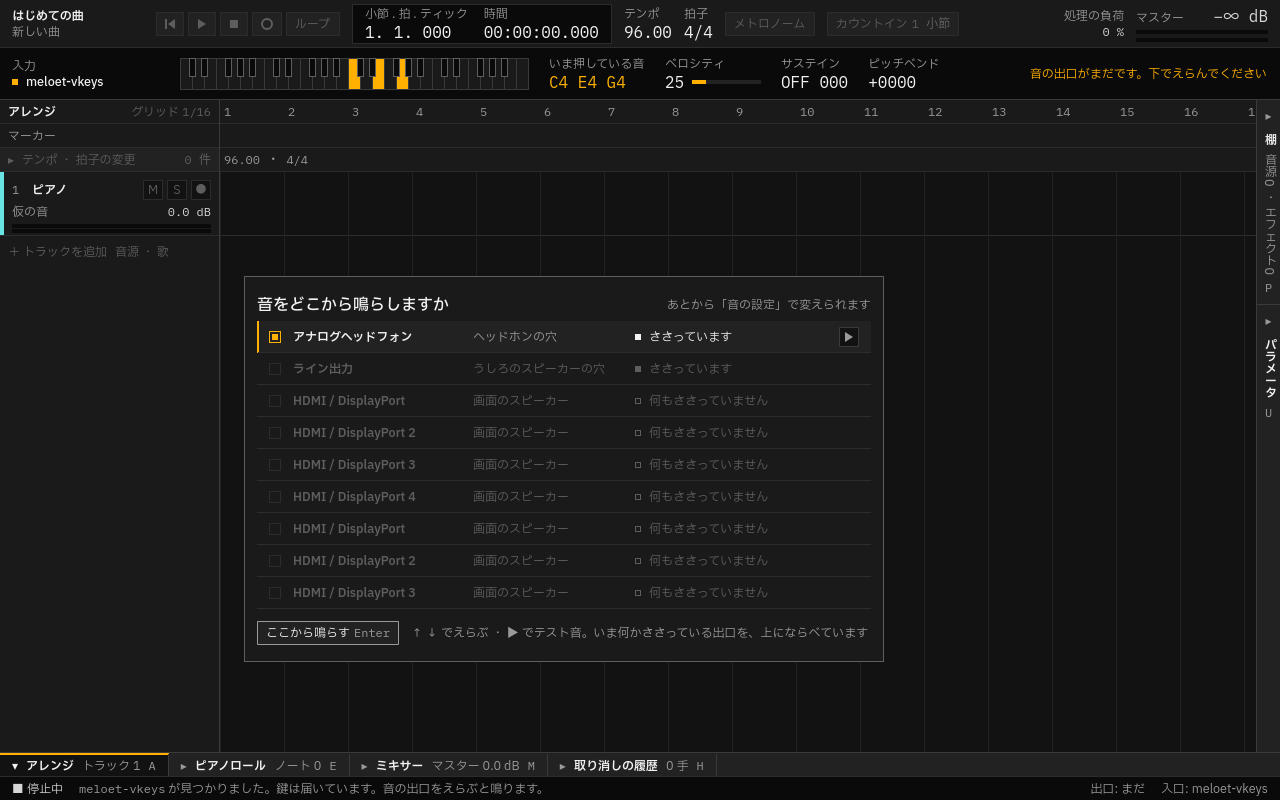 はじめての曲
新しい曲
ループ
小節 . 拍 . ティック 時間
1. 1. 000 00:00:00.000
テンポ 拍子
96.00 4/4
メトロノーム
カウントイン 1 小節
処理の負荷 マスター −∞ dB
0 %
入力
meloet-vkeys
いま押している音 ベロシティ サステイン ピッチベンド
C4 E4 G4 25 OFF 000 +0000
音の出口がまだです。下でえらんでください
アレンジ グリッド 1/16
1 2 3 4 5 6 7 8 9 10 11 12 13 14 15 16 1
マーカー
▸ テンポ · 拍子の変更 0 件
96.00 · 4/4
1 ピアノ M S
仮の音 0.0 dB
+ トラックを追加 音源 · 歌
音をどこから鳴らしますか あとから「音の設定」で変えられます
アナログヘッドフォン ヘッドホンの穴 ささっています
ライン出力 うしろのスピーカーの穴 ささっています
HDMI / DisplayPort 画面のスピーカー 何もささっていません
HDMI / DisplayPort 2 画面のスピーカー 何もささっていません
HDMI / DisplayPort 3 画面のスピーカー 何もささっていません
HDMI / DisplayPort 4 画面のスピーカー 何もささっていません
HDMI / DisplayPort 画面のスピーカー 何もささっていません
HDMI / DisplayPort 2 画面のスピーカー 何もささっていません
HDMI / DisplayPort 3 画面のスピーカー 何もささっていません
ここから鳴らす Enter ↑ ↓ でえらぶ · ▶ でテスト音。いま何かささっている出口を、上にならべています
▸ 棚 音源 0 · エフェクト 0 P
▸ パラメータ U
▾ アレンジ トラック 1 A ▸ ピアノロール ノート 0 E ▸ ミキサー マスター 0.0 dB M ▸ 取り消しの履歴 0 手 H
■ 停止中 meloet-vkeys が見つかりました。鍵は届いています。音の出口をえらぶと鳴ります。 出口: まだ 入口: meloet-vkeys